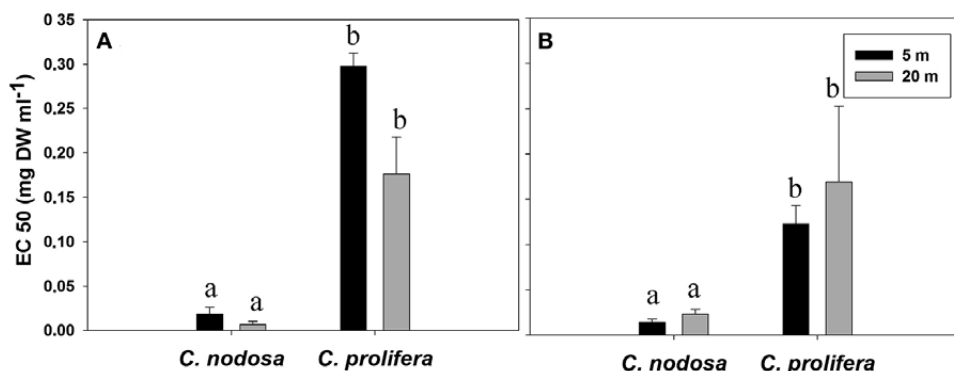 A
B
EC 50 (mg DW ml-1)
0,35
0,30
0,25
0,20
0,15
0,10
0,05
0,00
a
a
b
b
a
a
b
b
5 m
20 m
C. nodosa
C. prolifera
C. nodosa
C. prolifera